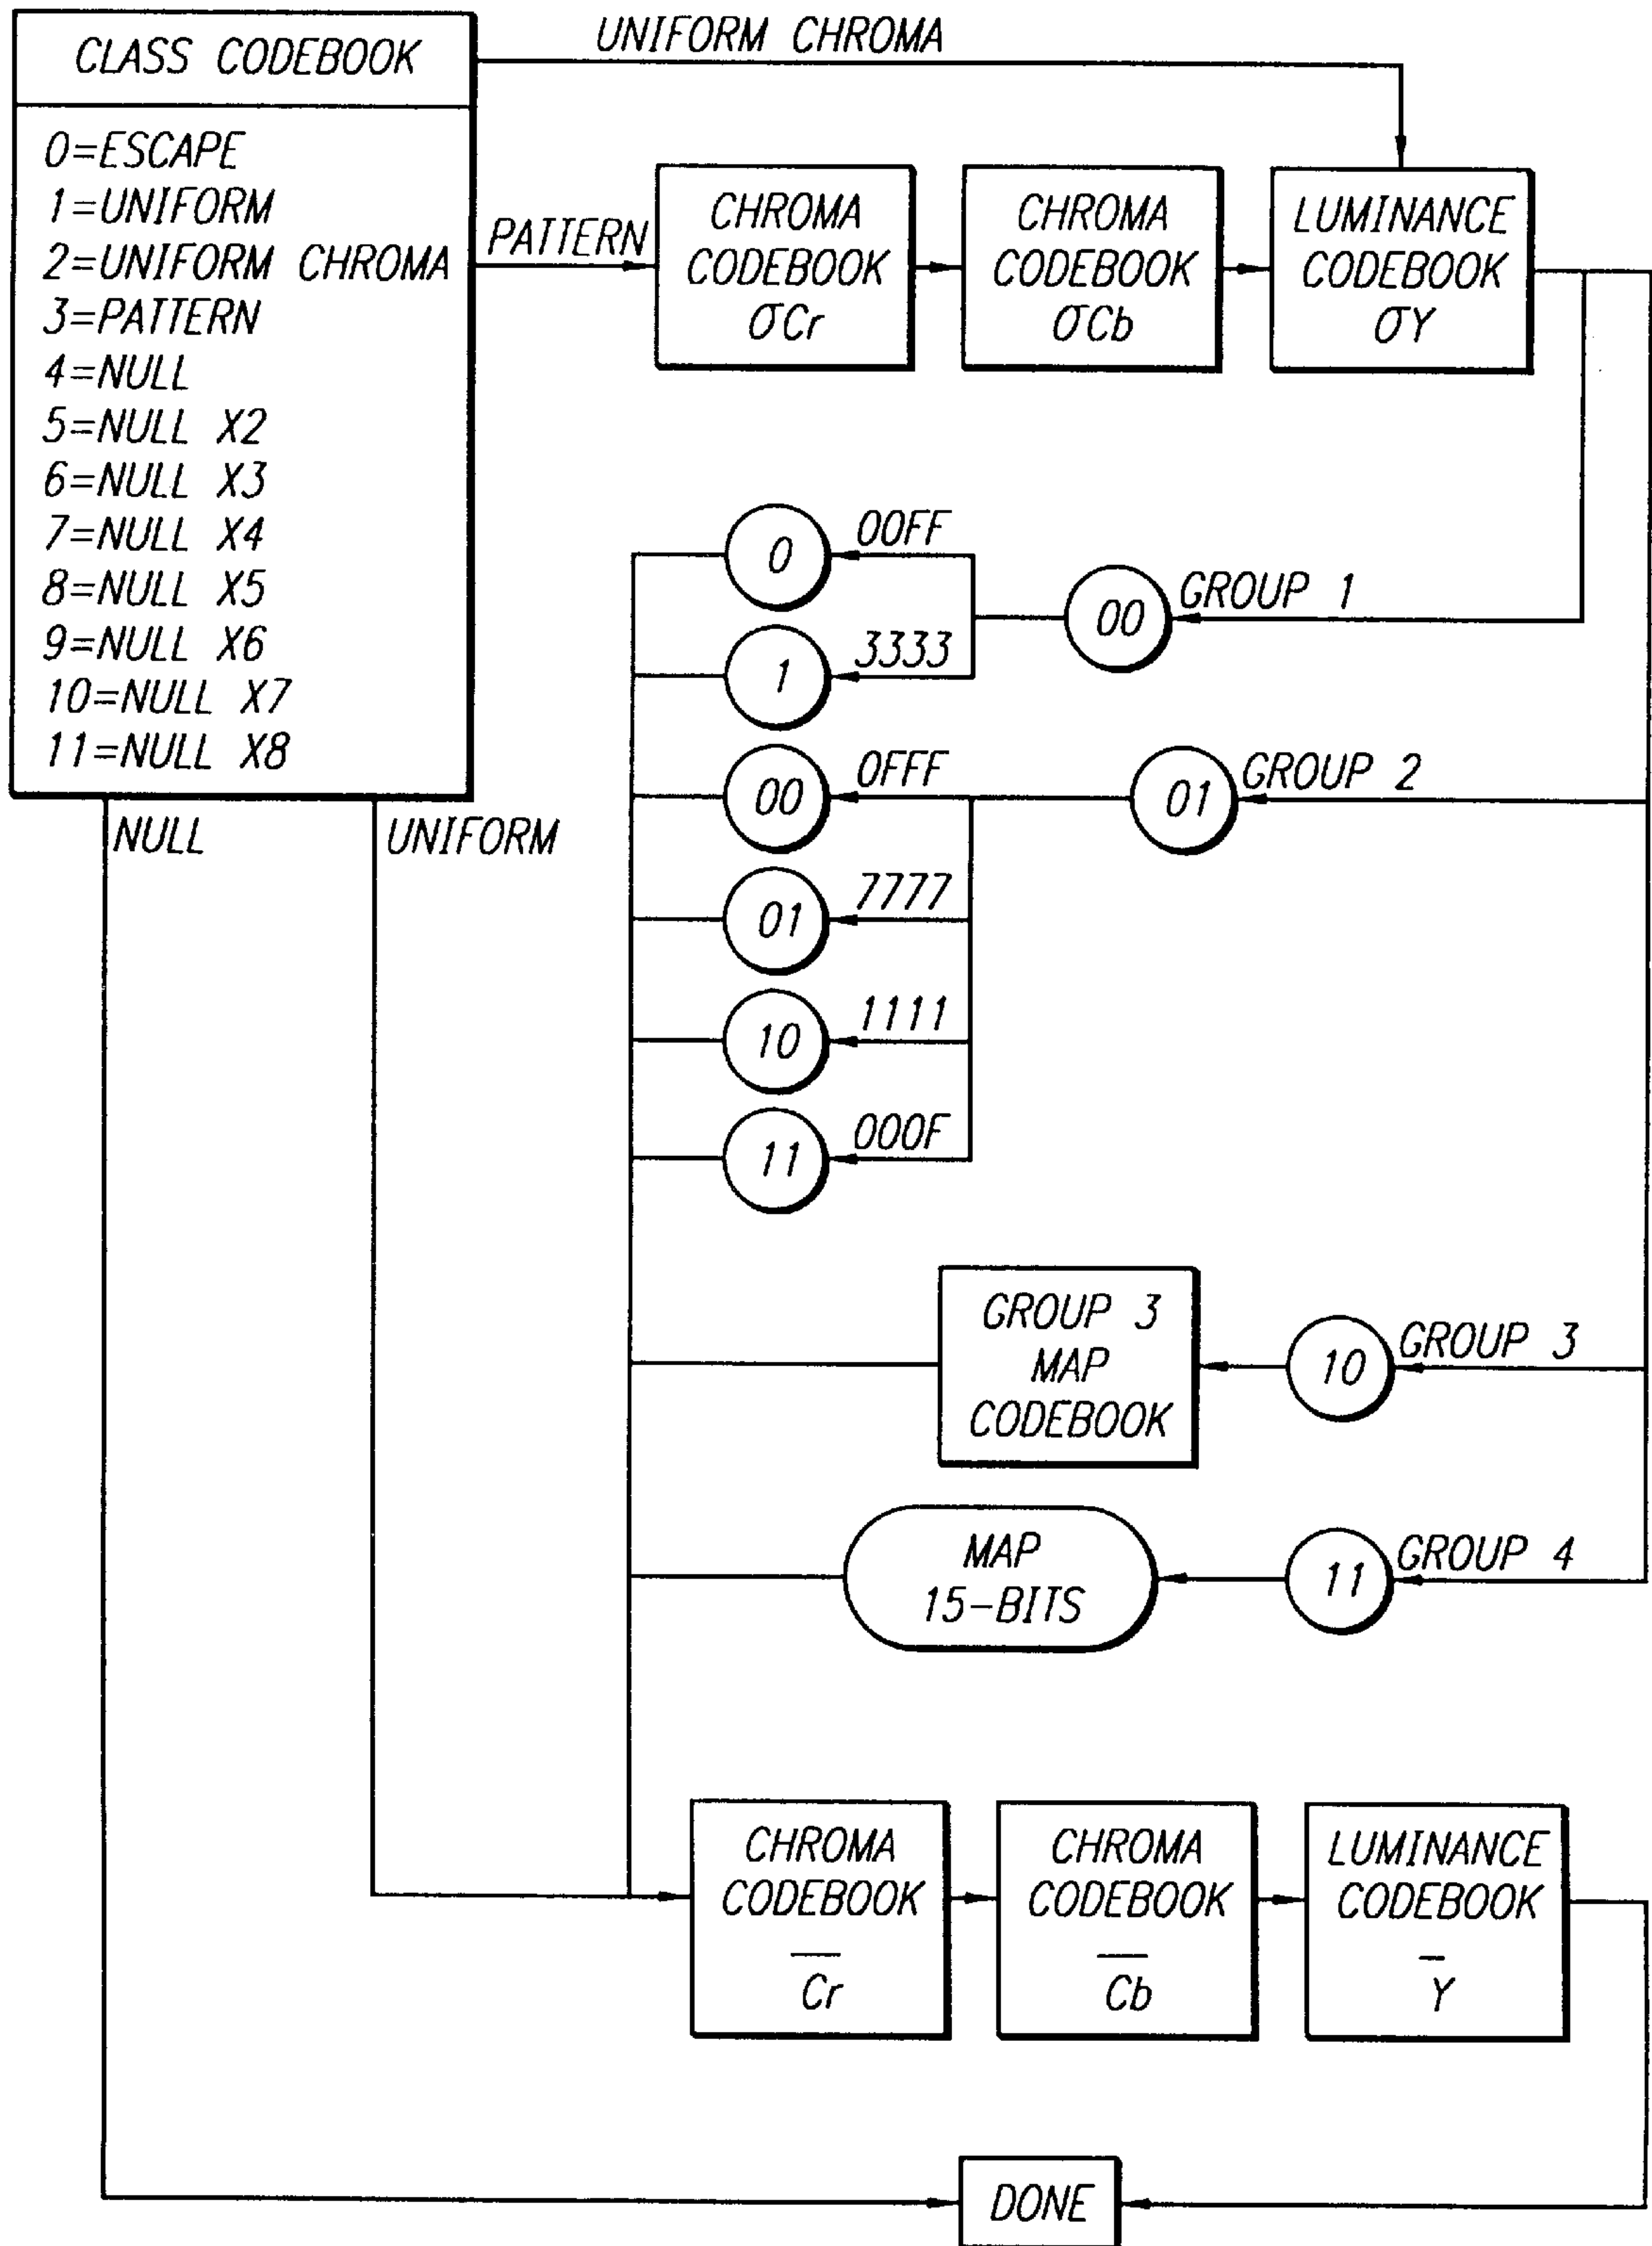 CLASS CODEBOOK
0=ESCAPE
1=UNIFORM
2=UNIFORM CHROMA
3=PATTERN
4=NULL
5=NULL X2
6=NULL X3
7=NULL X4
8=NULL X5
9=NULL X6
10=NULL X7
11=NULL X8
UNIFORM CHROMA
PATTERN
CHROMA
CODEBOOK
σCr
CHROMA
CODEBOOK
σCb
LUMINANCE
CODEBOOK
σY
NULL
UNIFORM
0
00FF
1
3333
00
GROUP 1
00
0FFF
01
GROUP 2
01
7777
10
1111
11
000F
GROUP 3
MAP
CODEBOOK
10
GROUP 3
MAP
15-BITS
11
GROUP 4
CHROMA
CODEBOOK
C̅r̅
CHROMA
CODEBOOK
C̅b̅
LUMINANCE
CODEBOOK
Y̅
DONE